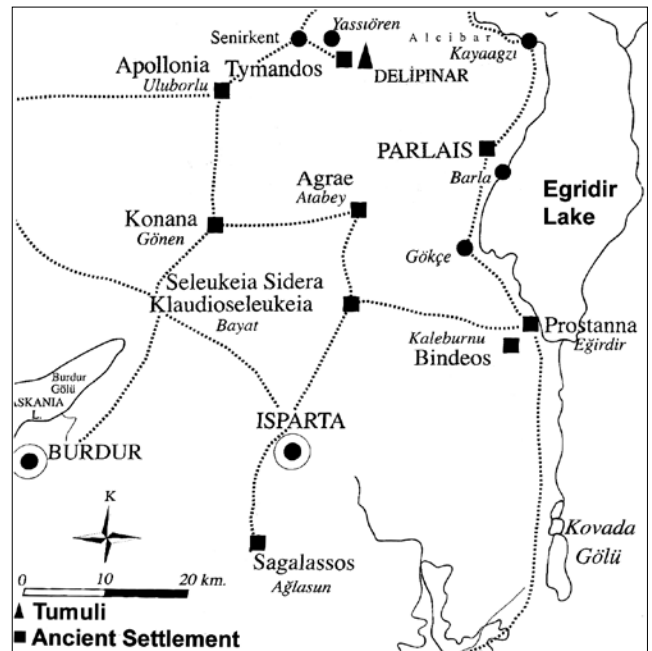 Senirkent
Yassıören
Alcibar
Kayaagzı
Apollonia
Uluborlu
Tymandos
DELİPINAR
PARLAIS
Barla
Egridir
Lake
Agrae
Atabey
Konana
Gönen
Gökçe
Seleukeia Sidera
Klaudioseleukeia
Bayat
Prostanna
Eğirdir
Kaleburnu
Bindeos
Burdur
Gölü
ASKANIA
L.
BURDUR
ISPARTA
K
Kovada
Gölü
Sagalassos
Ağlasun
0 10 20 km.
Tumuli
Ancient Settlement